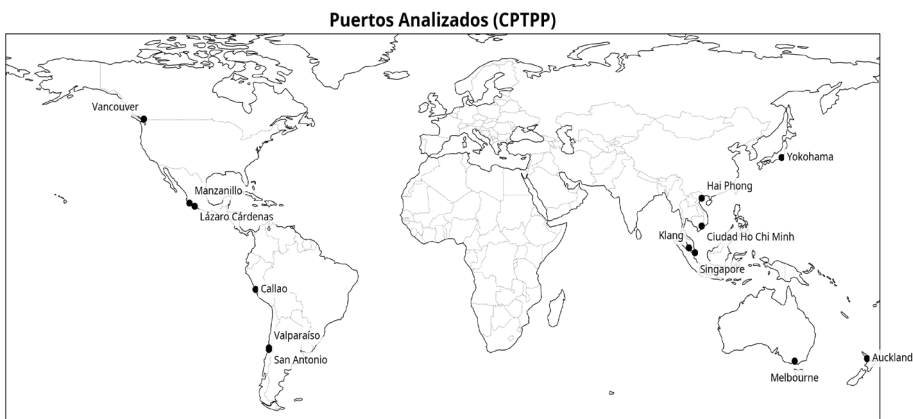 Puertos Analizados (CPTPP)
Vancouver
Yokohama
Hai Phong
Manzanillo
Lázaro Cárdenas
Klang
Ciudad Ho Chi Minh
Singapore
Callao
Valparaíso
San Antonio
Auckland
Melbourne